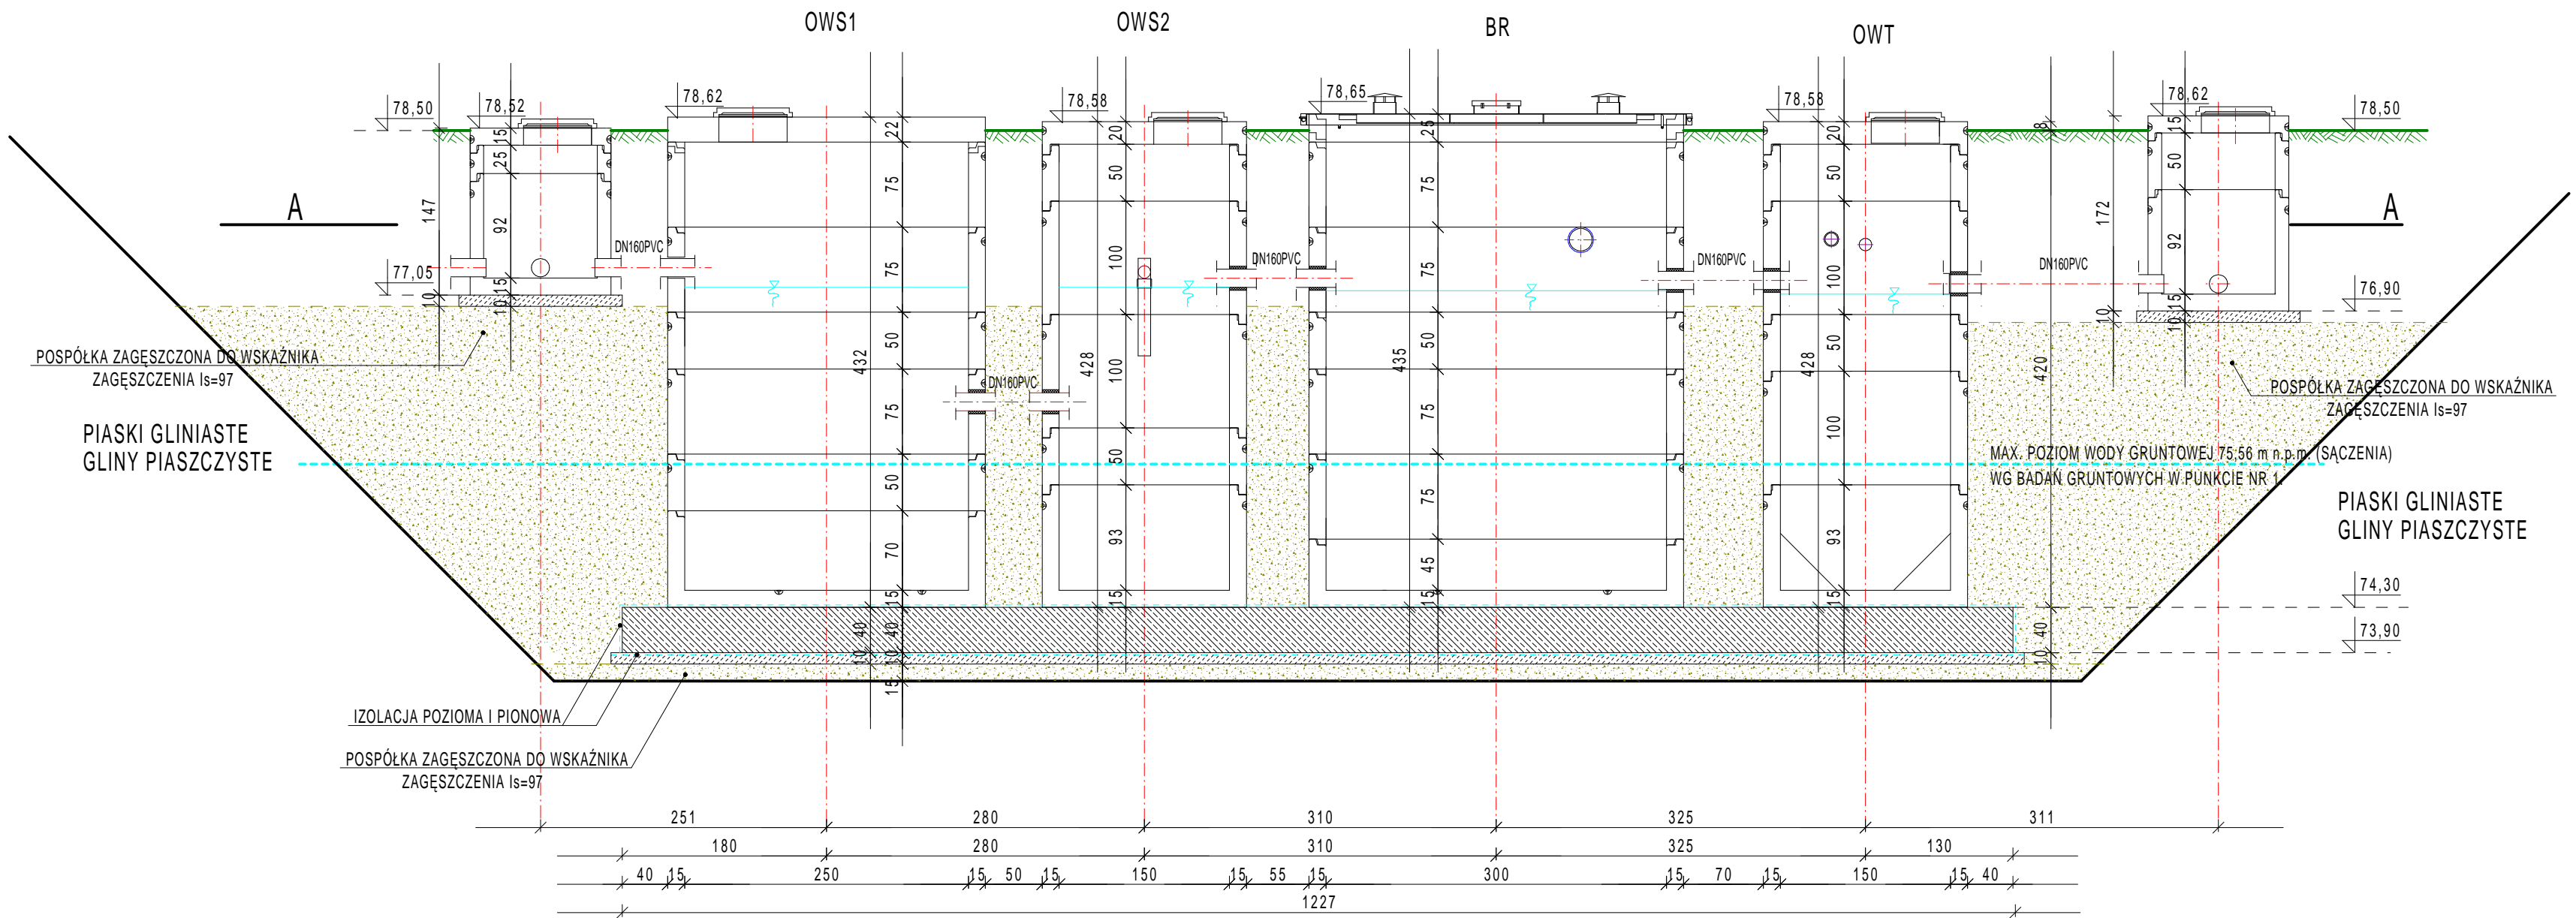 OWS1
OWS2
BR
OWT
78,50
78,52
78,62
78,58
78,65
78,58
78,62
78,50
A
A
147
15
25
92
15
10
10
77,05
DN160PVC
22
75
75
50
75
50
70
15
40
10
15
432
40
10
DN160PVC
20
50
100
100
50
93
15
428
DN160PVC
25
75
75
50
75
75
45
15
435
DN160PVC
20
50
100
50
100
93
15
428
DN160PVC
8
420
40
10
172
10
15
50
92
15
10
76,90
POSPÓŁKA ZAGĘSZCZONA DO WSKAŹNIKA
ZAGĘSZCZENIA Is=97
POSPÓŁKA ZAGĘSZCZONA DO WSKAŹNIKA
ZAGĘSZCZENIA Is=97
PIASKI GLINIASTE
GLINY PIASZCZYSTE
MAX. POZIOM WODY GRUNTOWEJ 75,56 m n.p.m. (SĄCZENIA)
WG BADAŃ GRUNTOWYCH W PUNKCIE NR 1.
PIASKI GLINIASTE
GLINY PIASZCZYSTE
74,30
73,90
IZOLACJA POZIOMA I PIONOWA
POSPÓŁKA ZAGĘSZCZONA DO WSKAŹNIKA
ZAGĘSZCZENIA Is=97
251 280 310 325 311
180 280 310 325 130
40 15 250 15 50 15 150 15 55 15 300 15 70 15 150 15 40
1227